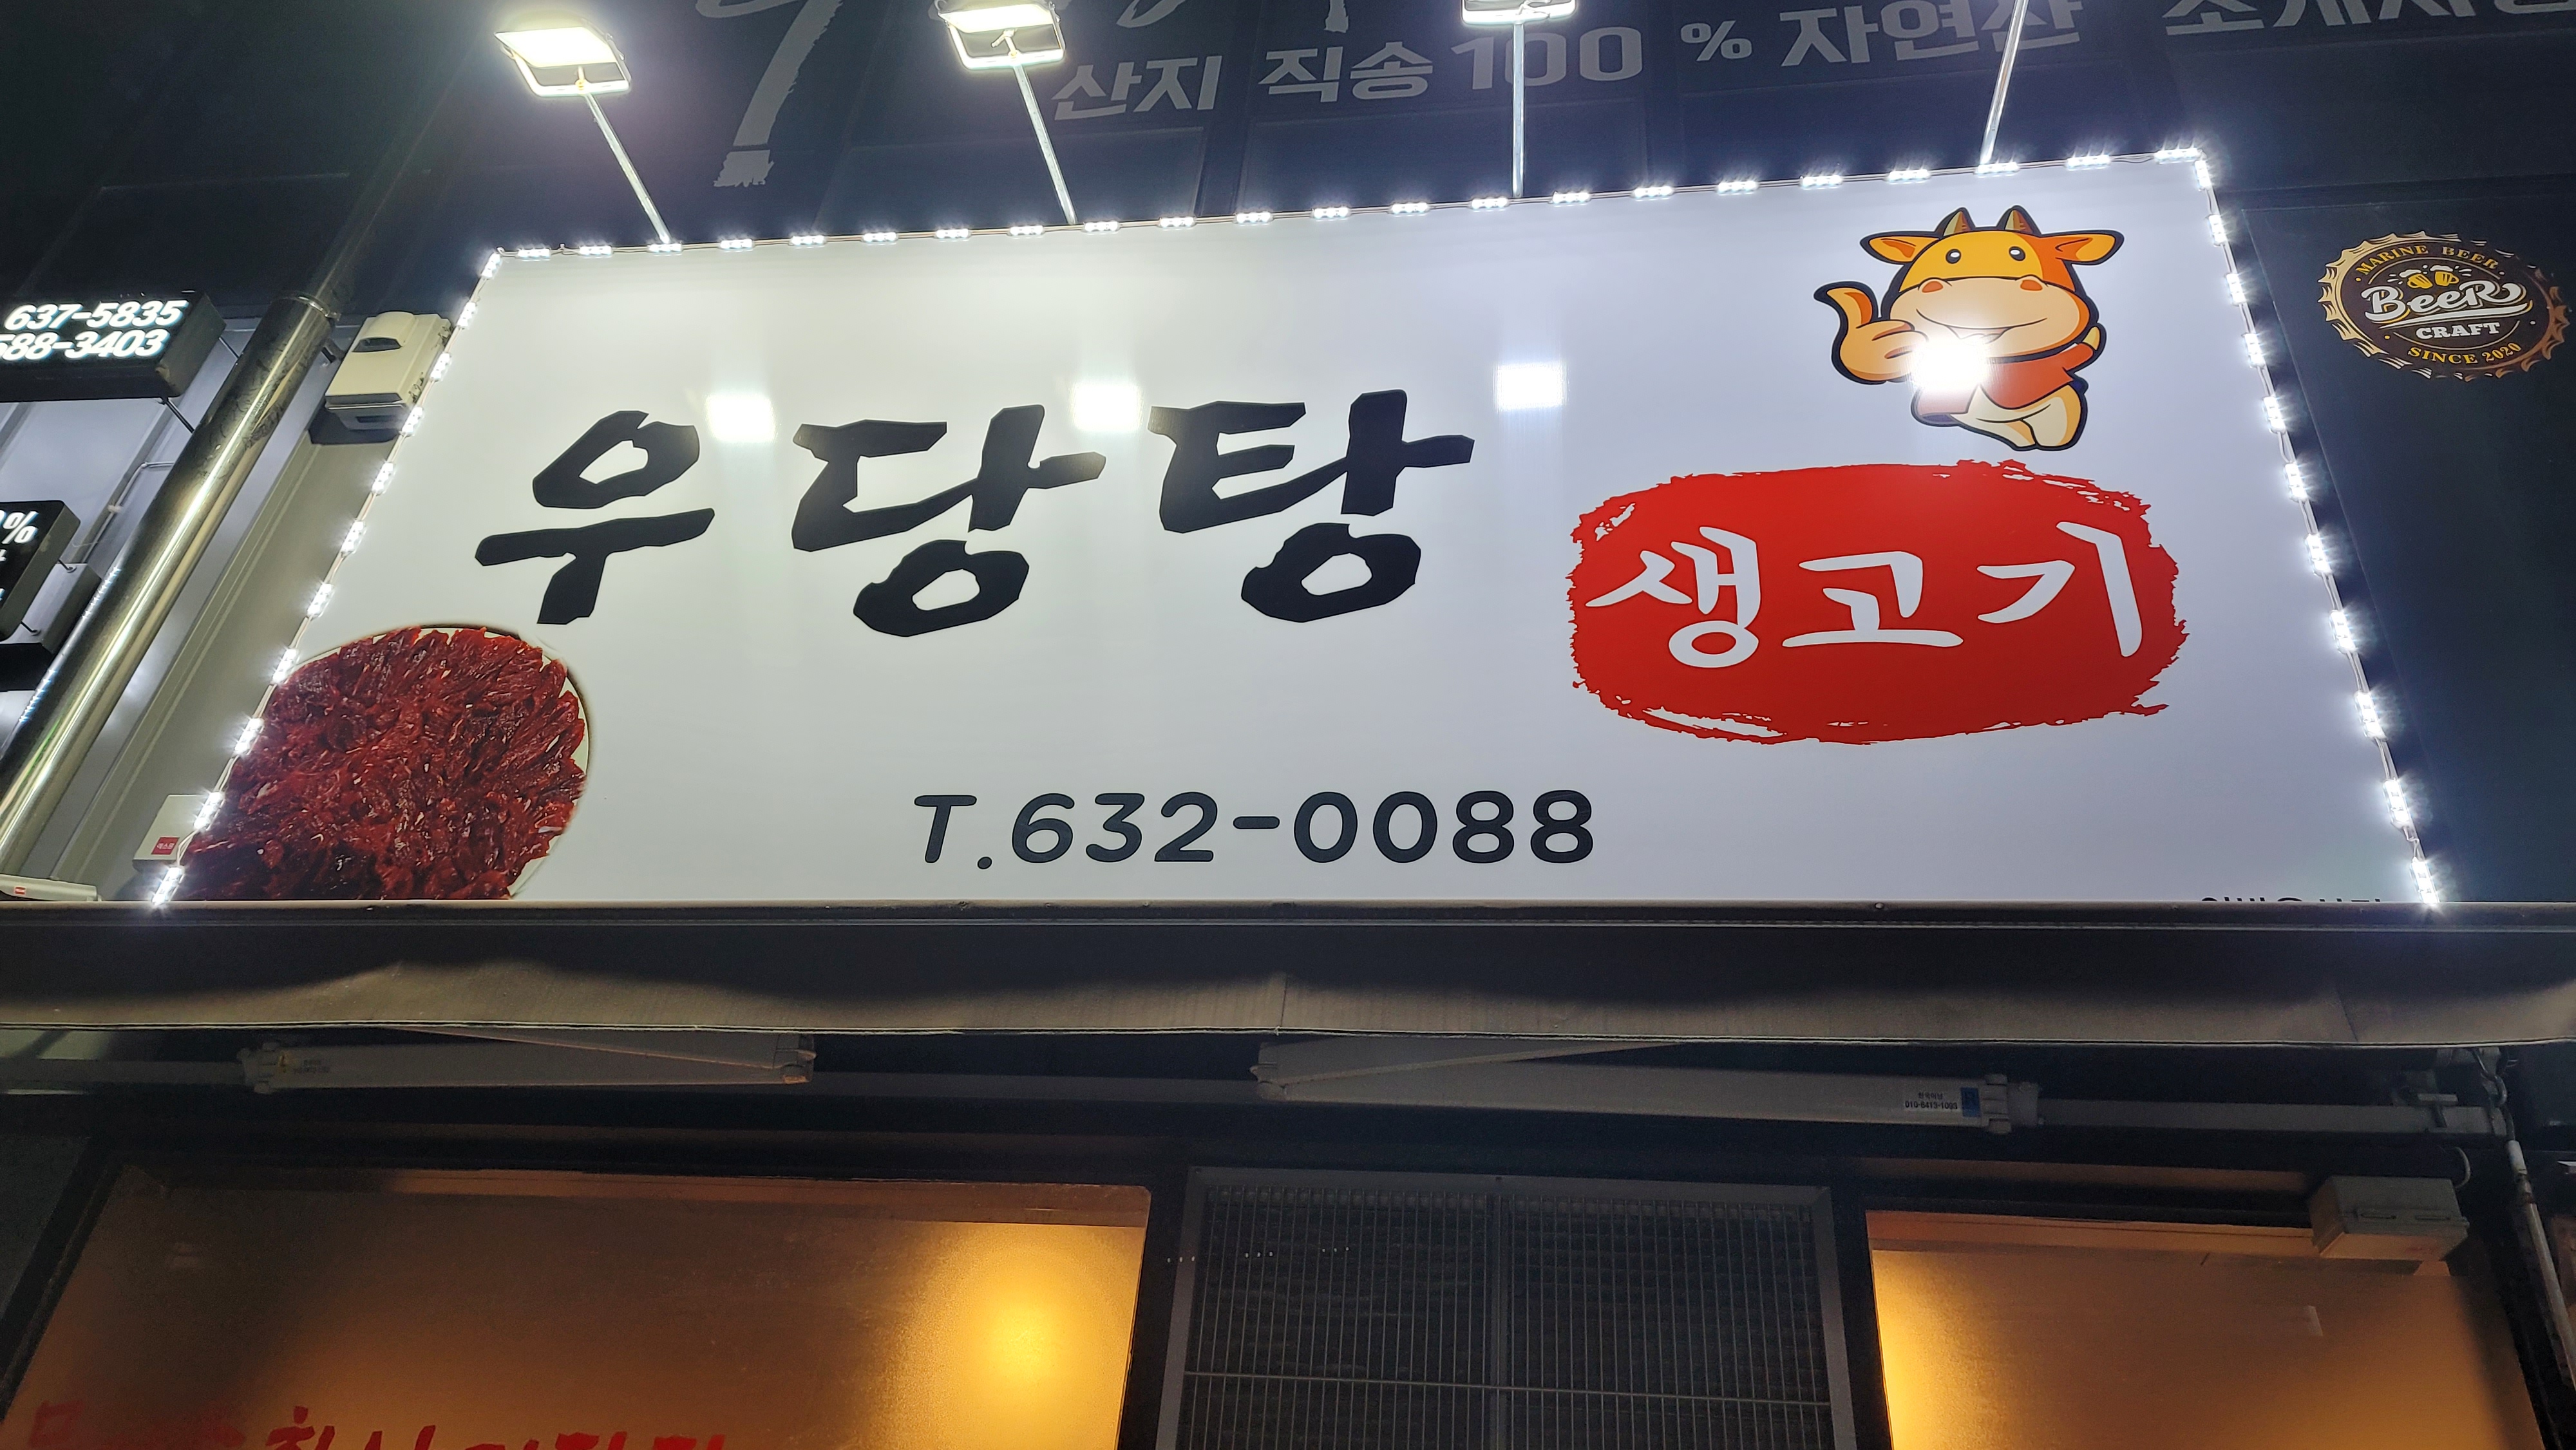 산지 직송 100 % 자연산
637-5835
588-3403
우당탕
생고기
T.632-0088
MARINE BEER
BeeR
CRAFT
SINCE 2020